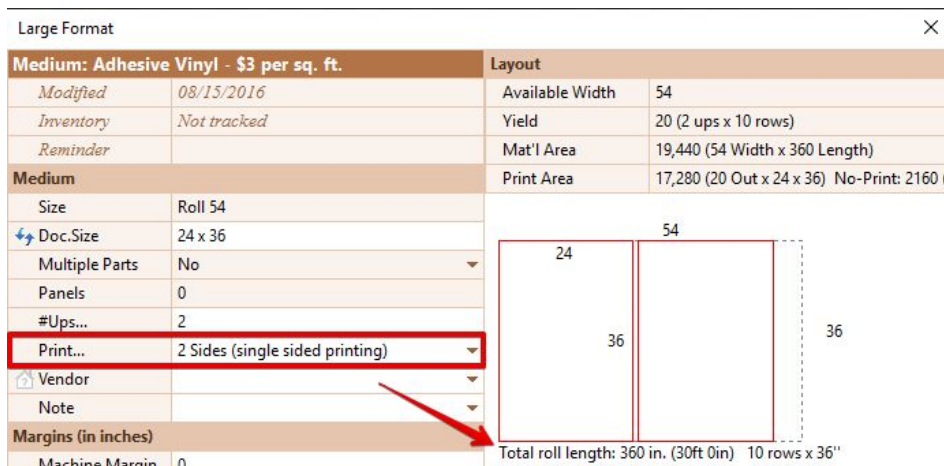 Large Format
Medium: Adhesive Vinyl - $3 per sq. ft.
Modified 08/15/2016
Inventory Not tracked
Reminder
Medium
Size Roll 54
Doc.Size 24 x 36
Multiple Parts No
Panels 0
#Ups... 2
Print... 2 Sides (single sided printing)
Vendor
Note
Margins (in inches)
Machine Margin 0
Layout
Available Width 54
Yield 20 (2 ups x 10 rows)
Mat'l Area 19,440 (54 Width x 360 Length)
Print Area 17,280 (20 Out x 24 x 36) No-Print: 2160 (
54
24
36
36
Total roll length: 360 in. (30ft 0in) 10 rows x 36"